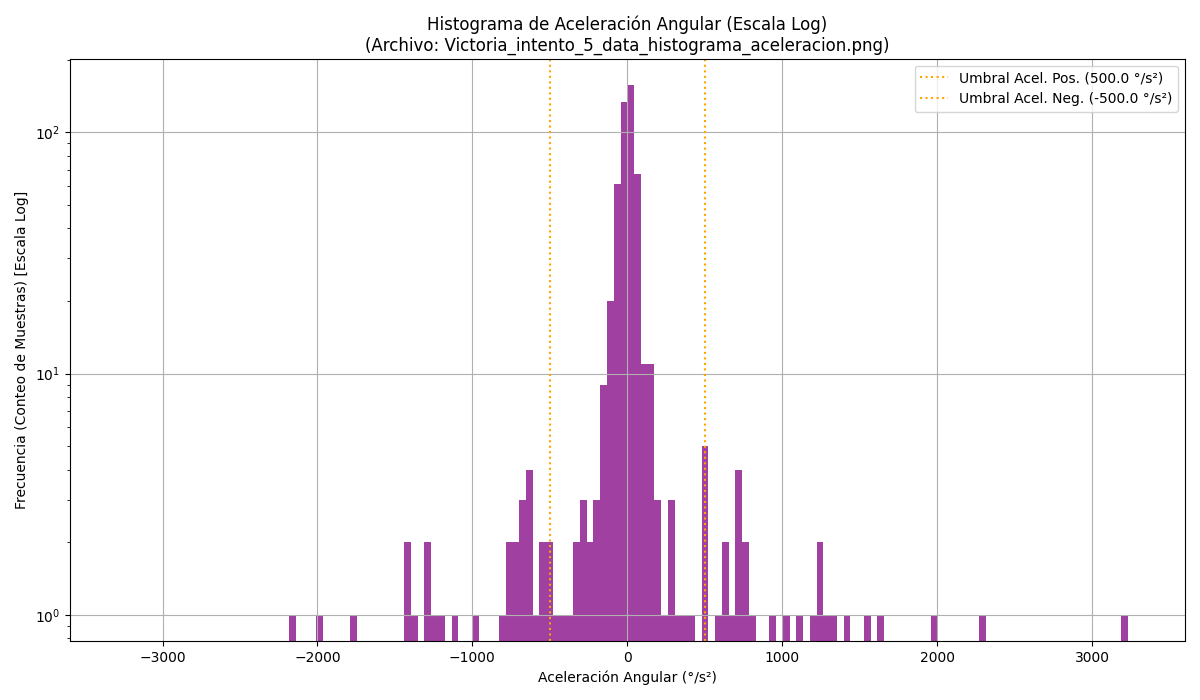 Histograma de Aceleración Angular (Escala Log)
(Archivo: Victoria_intento_5_data_histograma_aceleracion.png)
Umbral Acel. Pos. (500.0 °/s²)
Umbral Acel. Neg. (-500.0 °/s²)
Frecuencia (Conteo de Muestras) [Escala Log]
10²
10¹
10⁰
−3000 −2000 −1000 0 1000 2000 3000
Aceleración Angular (°/s²)